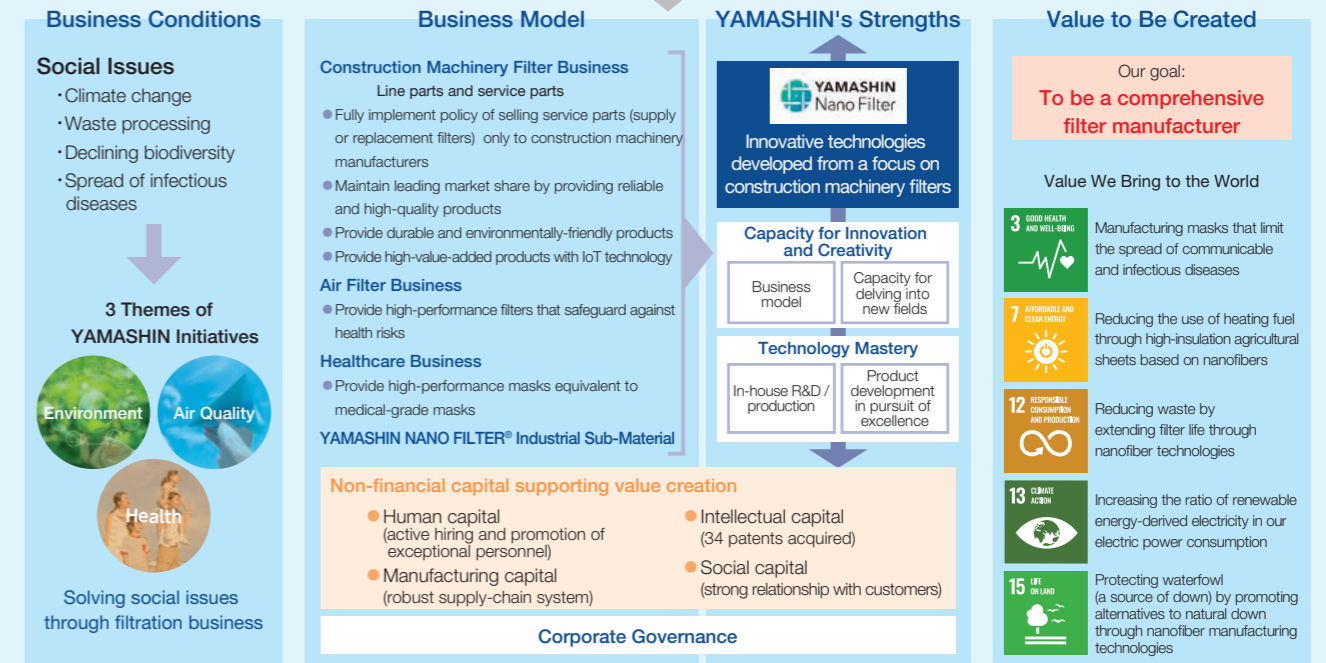 Business Conditions
Social Issues
・Climate change
・Waste processing
・Declining biodiversity
・Spread of infectious
diseases
3 Themes of
YAMASHIN Initiatives
Environment
Air Quality
Health
Solving social issues
through filtration business
Business Model
Construction Machinery Filter Business
Line parts and service parts
●Fully implement policy of selling service parts (supply
or replacement filters) only to construction machinery
manufacturers
●Maintain leading market share by providing reliable
and high-quality products
●Provide durable and environmentally-friendly products
●Provide high-value-added products with IoT technology
Air Filter Business
●Provide high-performance filters that safeguard against
health risks
Healthcare Business
●Provide high-performance masks equivalent to
medical-grade masks
YAMASHIN NANO FILTER® Industrial Sub-Material
YAMASHIN's Strengths
YAMASHIN
Nano Filter
Innovative technologies
developed from a focus on
construction machinery filters
Capacity for Innovation
and Creativity
Business
model
Capacity for
delving into
new fields
Technology Mastery
In-house R&D /
production
Product
development
in pursuit of
excellence
Non-financial capital supporting value creation
●Human capital
(active hiring and promotion of
exceptional personnel)
●Manufacturing capital
(robust supply-chain system)
●Intellectual capital
(34 patents acquired)
●Social capital
(strong relationship with customers)
Corporate Governance
Value to Be Created
Our goal:
To be a comprehensive
filter manufacturer
Value We Bring to the World
3 GOOD HEALTH
AND WELL-BEING
Manufacturing masks that limit
the spread of communicable
and infectious diseases
7 AFFORDABLE AND
CLEAN ENERGY
Reducing the use of heating fuel
through high-insulation agricultural
sheets based on nanofibers
12 RESPONSIBLE
CONSUMPTION
AND PRODUCTION
Reducing waste by
extending filter life through
nanofiber technologies
13 CLIMATE
ACTION
Increasing the ratio of renewable
energy-derived electricity in our
electric power consumption
15 LIFE
ON LAND
Protecting waterfowl
(a source of down) by promoting
alternatives to natural down
through nanofiber manufacturing
technologies